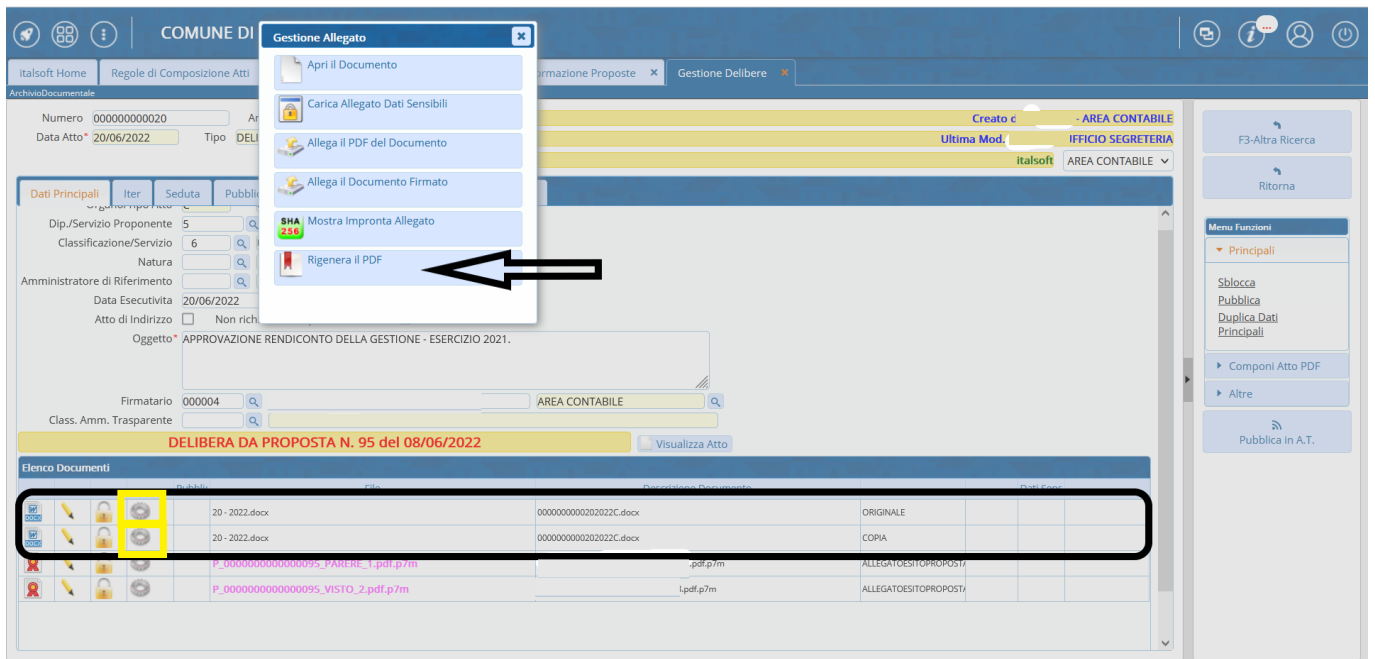 COMUNE DI
Gestione Allegato
Apri il Documento
Carica Allegato Dati Sensibili
Allega il PDF del Documento
Allega il Documento Firmato
SHA 256 Mostra Impronta Allegato
Rigenera il PDF
italsoft Home Regole di Composizione Atti Gestione Delibere
ArchivioDocumentale
Numero 000000000020
Creato - AREA CONTABILE
Data Atto* 20/06/2022 Tipo
Ultima Mod. SEGRETERIA
italsoft AREA CONTABILE
Dati Principali Iter Seduta
Dip./Servizio Proponente 5
Classificazione/Servizio 6
Natura
Amministratore di Riferimento
Data Esecutivita 20/06/2022
Atto di Indirizzo Non
Oggetto* APPROVAZIONE RENDICONTO DELLA GESTIONE - ESERCIZIO 2021.
Firmatario 000004 AREA CONTABILE
Class. Amm. Trasparente
DELIBERA DA PROPOSTA N. 95 del 08/06/2022 Visualizza Atto
Elenco Documenti
DOCX 20 - 2022.docx 0000000000202022C.docx ORIGINALE
DOCX 20 - 2022.docx 0000000000202022C.docx COPIA
P_0000000000000095_PARERE_1.pdf.p7m .pdf.p7m ALLEGATOESITOPROPOST
P_0000000000000095_VISTO_2.pdf.p7m .pdf.p7m ALLEGATOESITOPROPOST
F3-Altra Ricerca
Ritorna
Menu Funzioni
Principali
Sblocca
Pubblica
Duplica Dati
Principali
Componi Atto PDF
Altre
Pubblica in A.T.